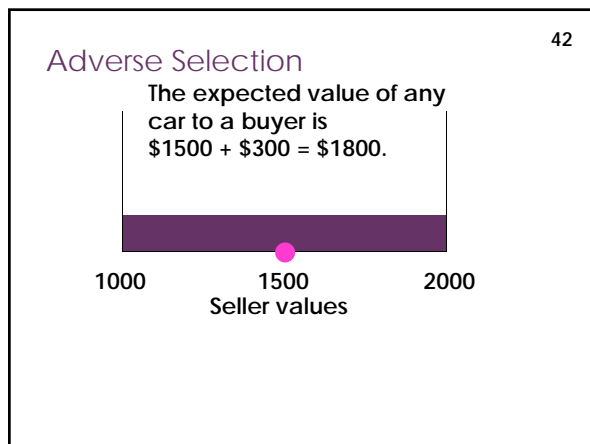 42
Adverse Selection
The expected value of any
car to a buyer is
$1500 + $300 = $1800.
1000 1500 2000
Seller values